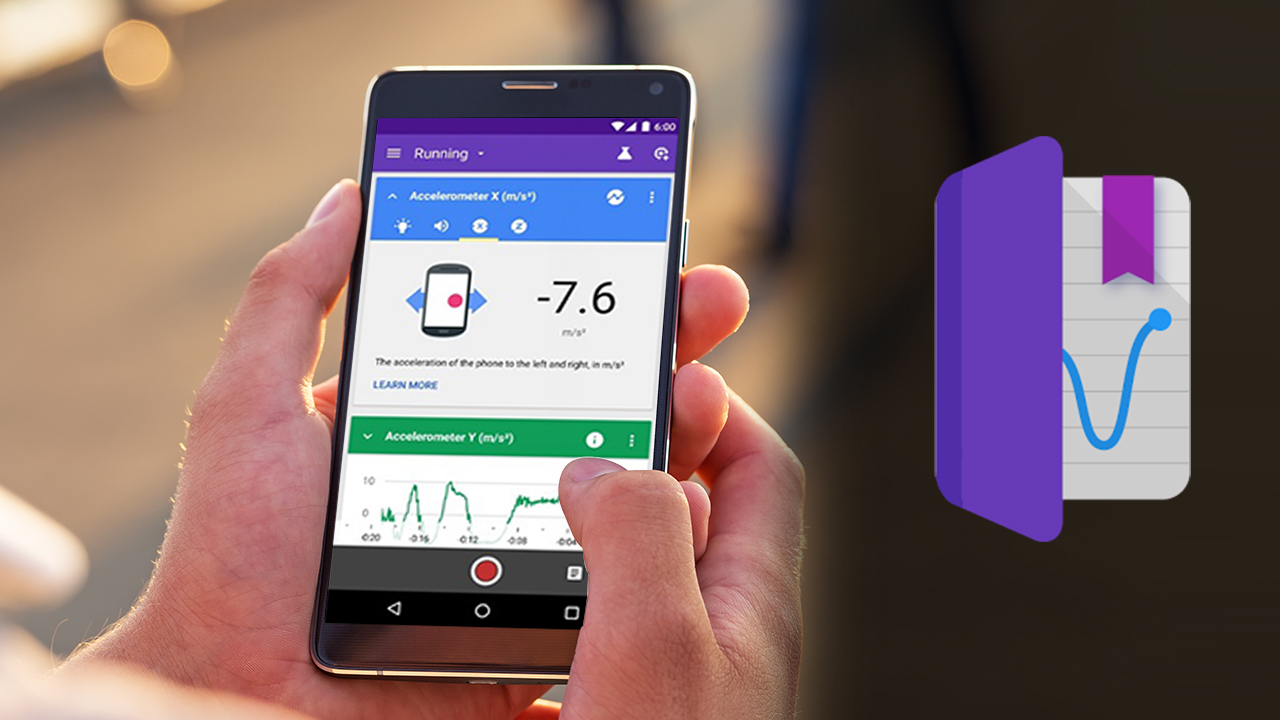 6:00
Running
Accelerometer X (m/s²)
X
Z
-7.6
m/s²
The acceleration of the phone to the left and right, in m/s²
LEARN MORE
Accelerometer Y (m/s²)
10
0
-0:20 -0:16 -0:12 -0:08 -0:04